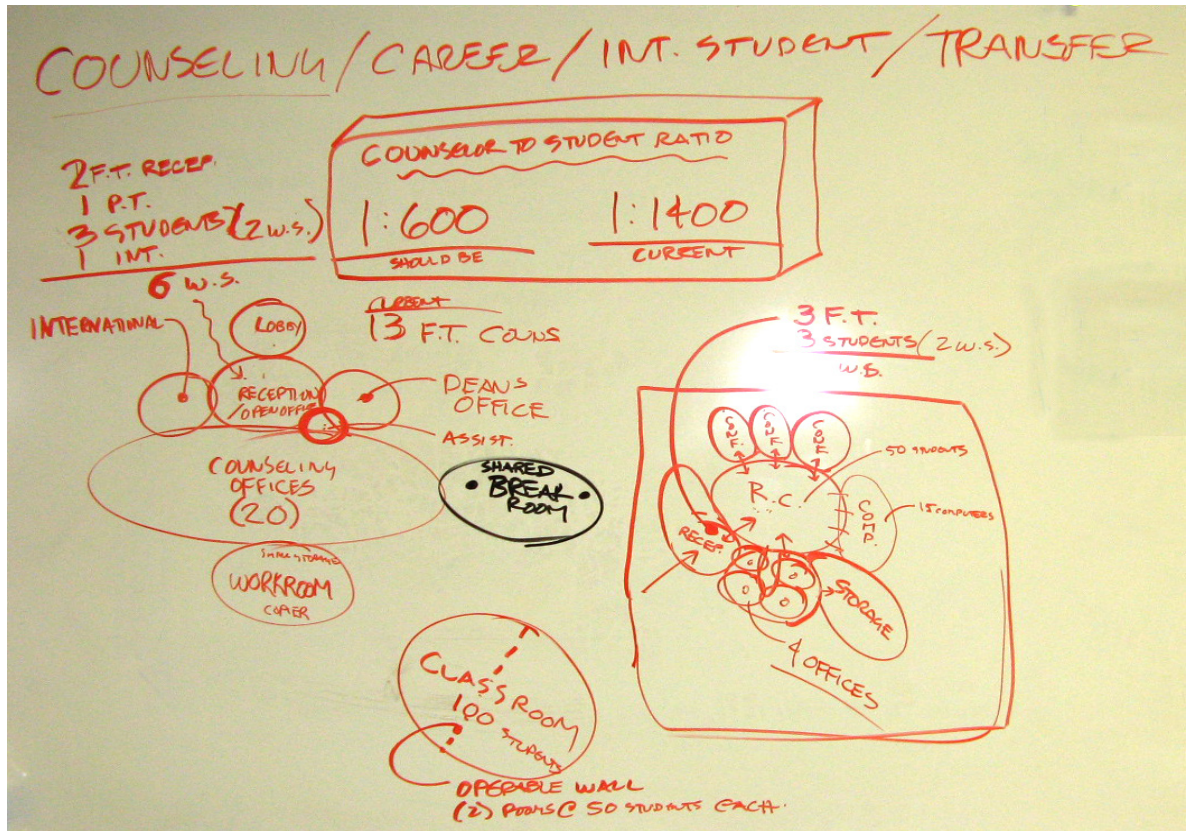 COUNSELING/CAREER/INT. STUDENT/TRANSFER
2 F.T. RECEP.
1 P.T.
3 STUDENTS (2 W.S.)
1 INT.
6 W.S.
COUNSELOR TO STUDENT RATIO
1:600
SHOULD BE
1:1400
CURRENT
CURRENT
13 F.T. COUNS
INTERNATIONAL
LOBBY
RECEPTION
/OPEN OFFICE
DEANS
OFFICE
ASSIST.
COUNSELING
OFFICES
(20)
SHARED
BREAK
ROOM
SMALL STORAGE
WORKROOM
COPIER
3 F.T.
3 STUDENTS (2 W.S.)
W.S.
CONF.
CONF
CONF
50 STUDENTS
R.C.
COMP.
15 COMPUTERS
RECEP.
O
O
O
O
STORAGE
4 OFFICES
CLASSROOM
100 STUDENTS
OPERABLE WALL
(2) ROOMS @ 50 STUDENTS EACH.